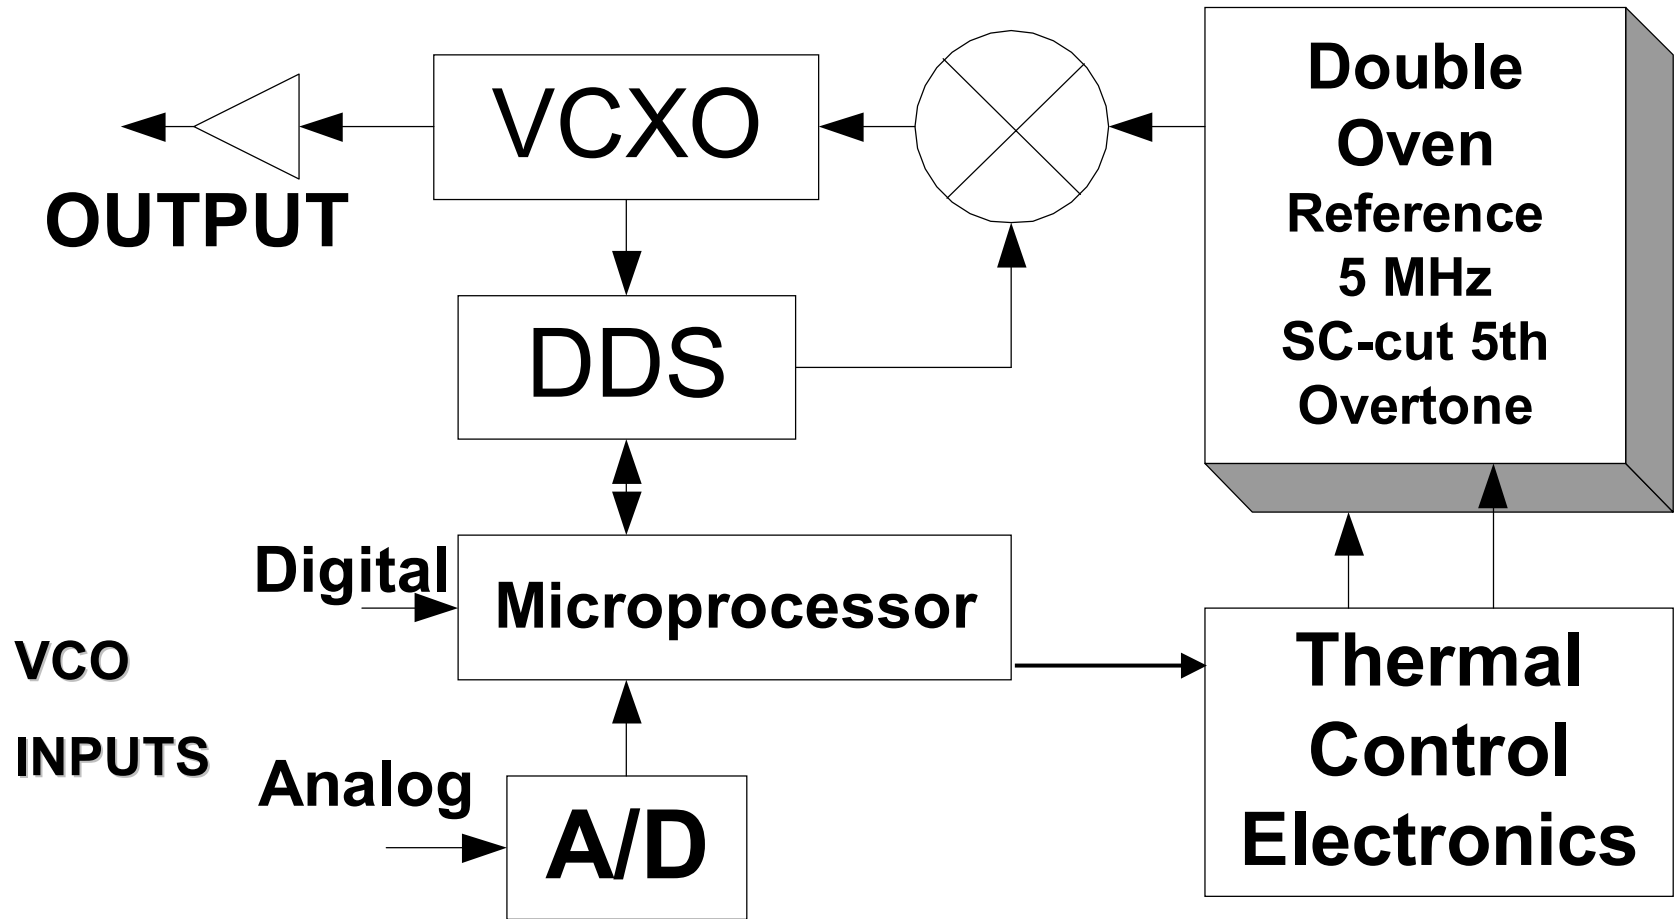 VCXO
OUTPUT
Double
Oven
Reference
5 MHz
SC-cut 5th
Overtone
DDS
Digital
Microprocessor
VCO
INPUTS
Analog
A/D
Thermal
Control
Electronics